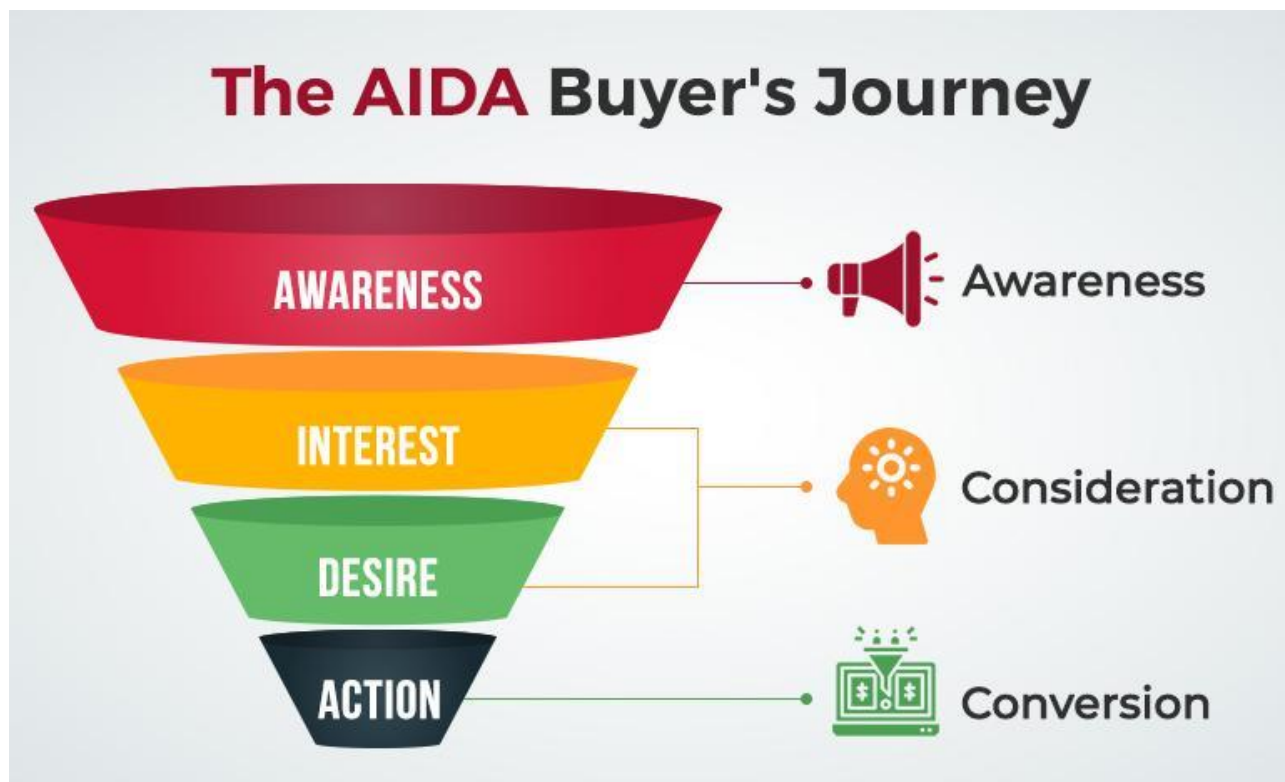 The AIDA Buyer's Journey
AWARENESS
Awareness
INTEREST
Consideration
DESIRE
ACTION
$ $
Conversion